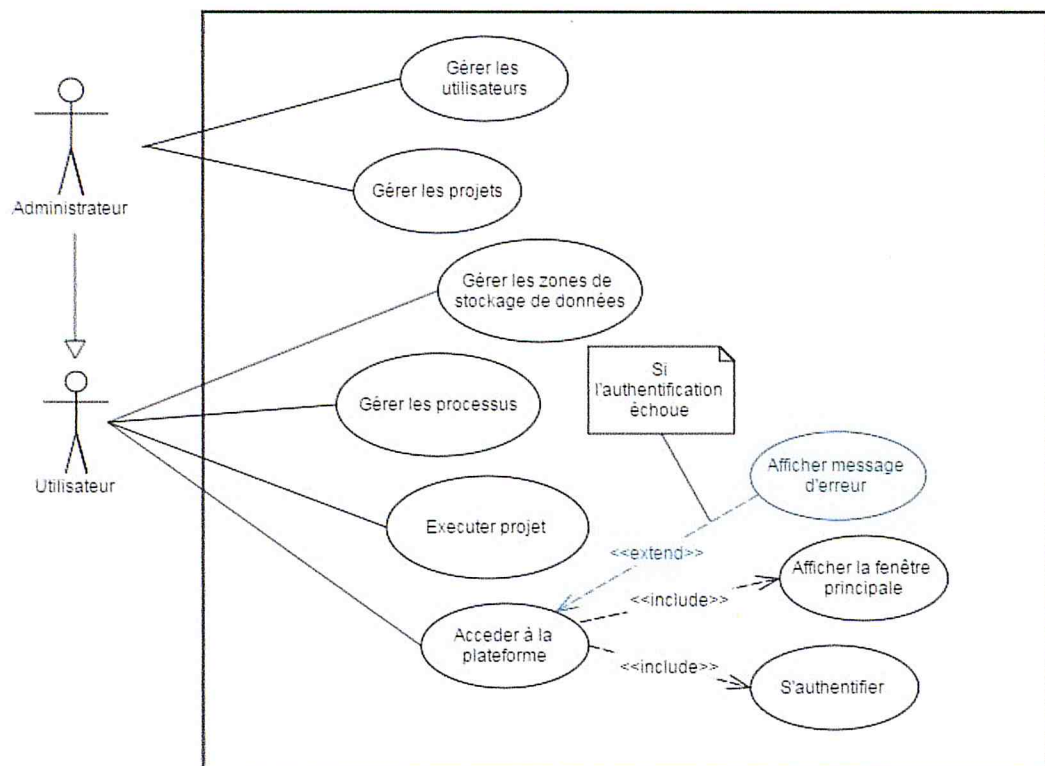 Gérer les
utilisateurs
Administrateur
Gérer les projets
Gérer les zones de
stockage de données
Si
l'authentification
échoue
Gérer les processus
Utilisateur
Afficher message
d'erreur
Executer projet
<<extend>>
Afficher la fenêtre
principale
<<include>>
Acceder à la
plateforme
<<include>>
S'authentifier